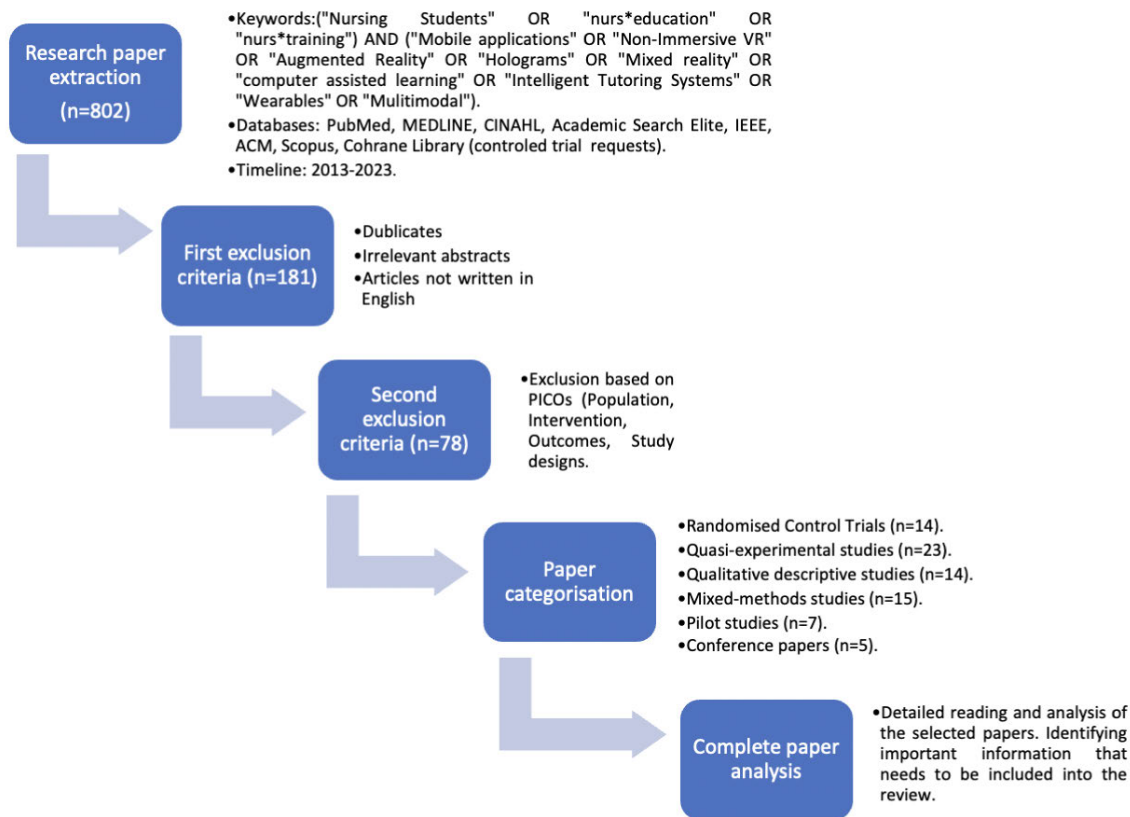 Research paper
extraction
(n=802)
•Keywords:("Nursing Students" OR "nurs*education" OR
"nurs*training") AND ("Mobile applications" OR "Non-Immersive VR"
OR "Augmented Reality" OR "Holograms" OR "Mixed reality" OR
"computer assisted learning" OR "Intelligent Tutoring Systems" OR
"Wearables" OR "Mulitimodal").
•Databases: PubMed, MEDLINE, CINAHL, Academic Search Elite, IEEE,
ACM, Scopus, Cohrane Library (controled trial requests).
•Timeline: 2013-2023.
First exclusion
criteria (n=181)
•Dublicates
•Irrelevant abstracts
•Articles not written in
English
Second
exclusion
criteria (n=78)
•Exclusion based on
PICOs (Population,
Intervention,
Outcomes, Study
designs.
Paper
categorisation
•Randomised Control Trials (n=14).
•Quasi-experimental studies (n=23).
•Qualitative descriptive studies (n=14).
•Mixed-methods studies (n=15).
•Pilot studies (n=7).
•Conference papers (n=5).
Complete paper
analysis
•Detailed reading and analysis of
the selected papers. Identifying
important information that
needs to be included into the
review.